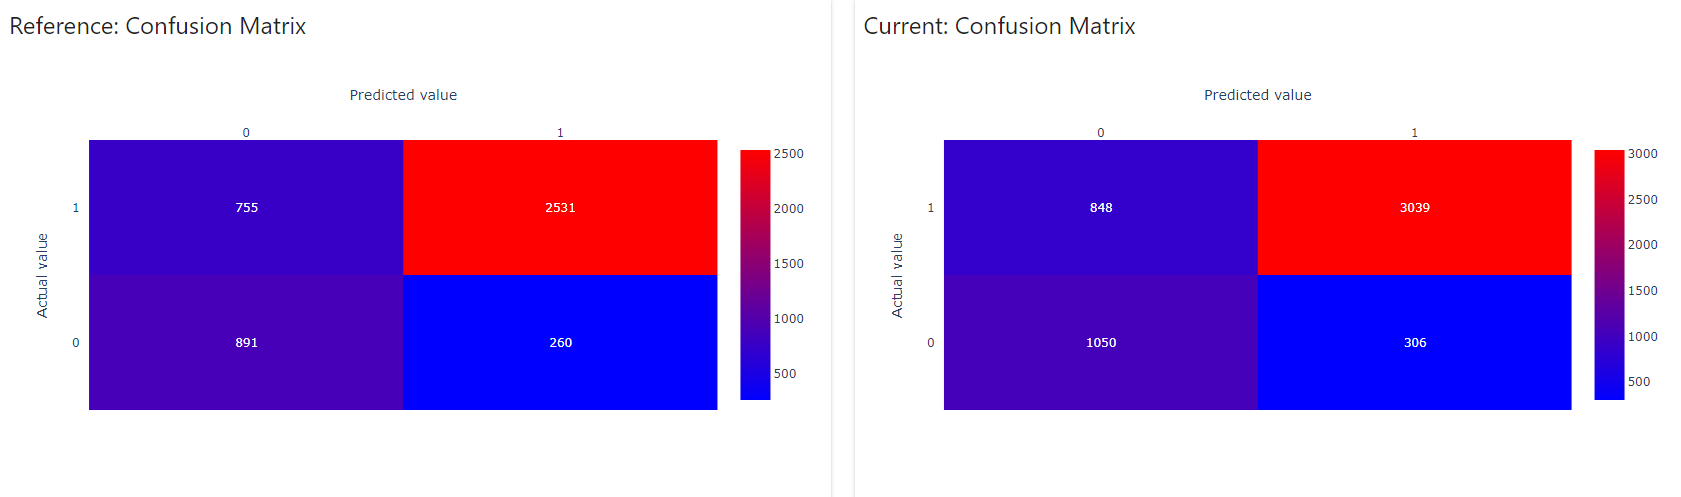 Reference: Confusion Matrix
Predicted value
0 1
1 755 2531 2500
2000
Actual value
1500
1000
0 891 260
500
Current: Confusion Matrix
Predicted value
0 1
1 848 3039 3000
2500
2000
Actual value
1500
1000
0 1050 306
500